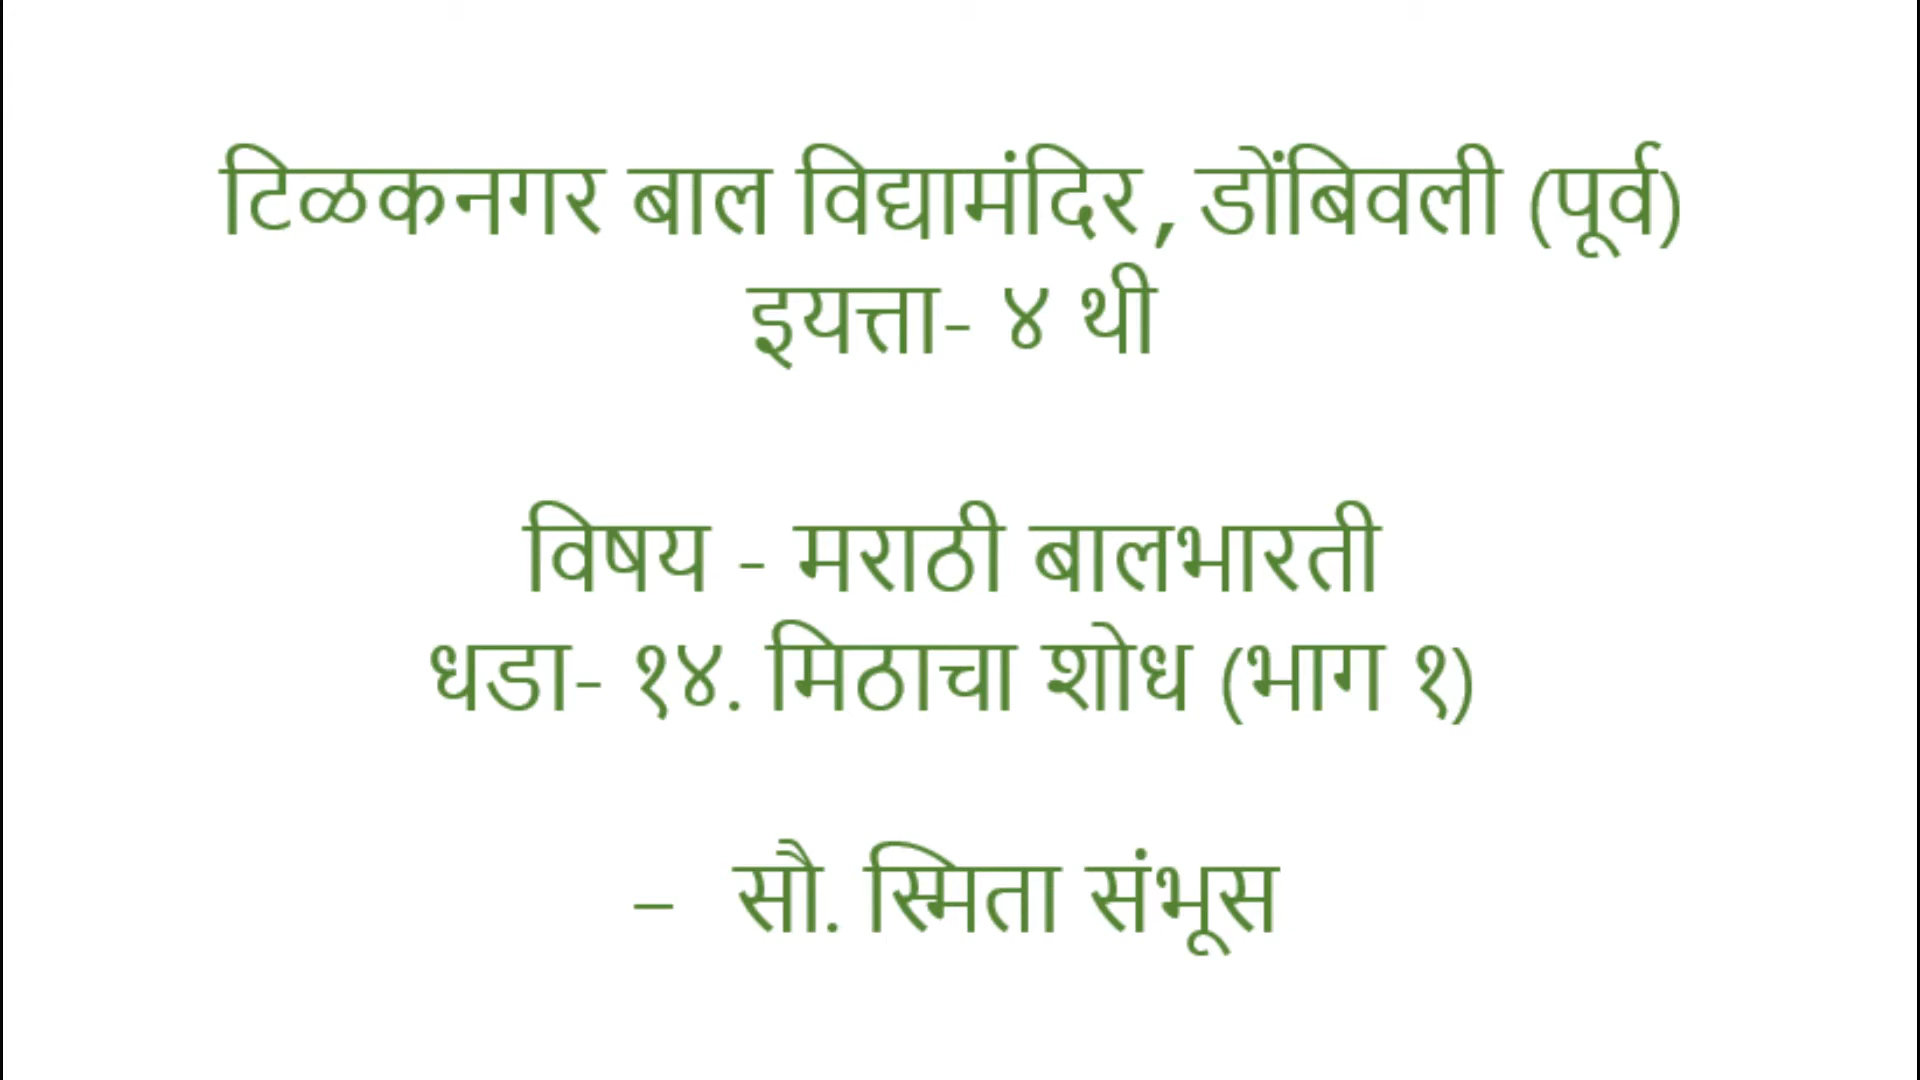 टिळकनगर बाल विद्यामंदिर, डोंबिवली (पूर्व)
इयत्ता- ४ थी
विषय - मराठी बालभारती
धडा- १४. मिठाचा शोध (भाग १)
– सौ. स्मिता संभूस